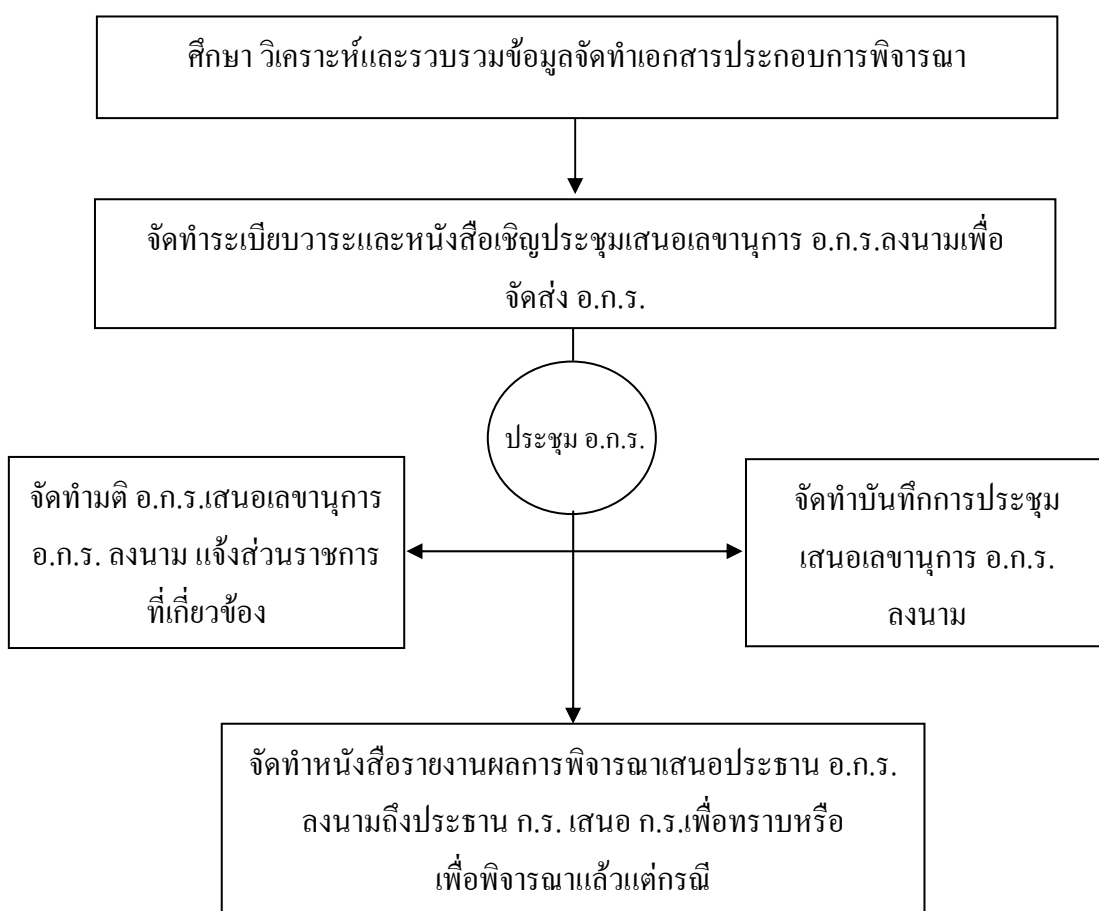 ศึกษา วิเคราะห์และรวบรวมข้อมูลจัดทำเอกสารประกอบการพิจารณา
จัดทำระเบียบวาระและหนังสือเชิญประชุมเสนอเลขานุการ อ.ก.ร.ลงนามเพื่อ
จัดส่ง อ.ก.ร.
ประชุม อ.ก.ร.
จัดทำมติ อ.ก.ร.เสนอเลขานุการ
อ.ก.ร. ลงนาม แจ้งส่วนราชการ
ที่เกี่ยวข้อง
จัดทำบันทึกการประชุม
เสนอเลขานุการ อ.ก.ร.
ลงนาม
จัดทำหนังสือรายงานผลการพิจารณาเสนอประธาน อ.ก.ร.
ลงนามถึงประธาน ก.ร. เสนอ ก.ร.เพื่อทราบหรือ
เพื่อพิจารณาแล้วแต่กรณี